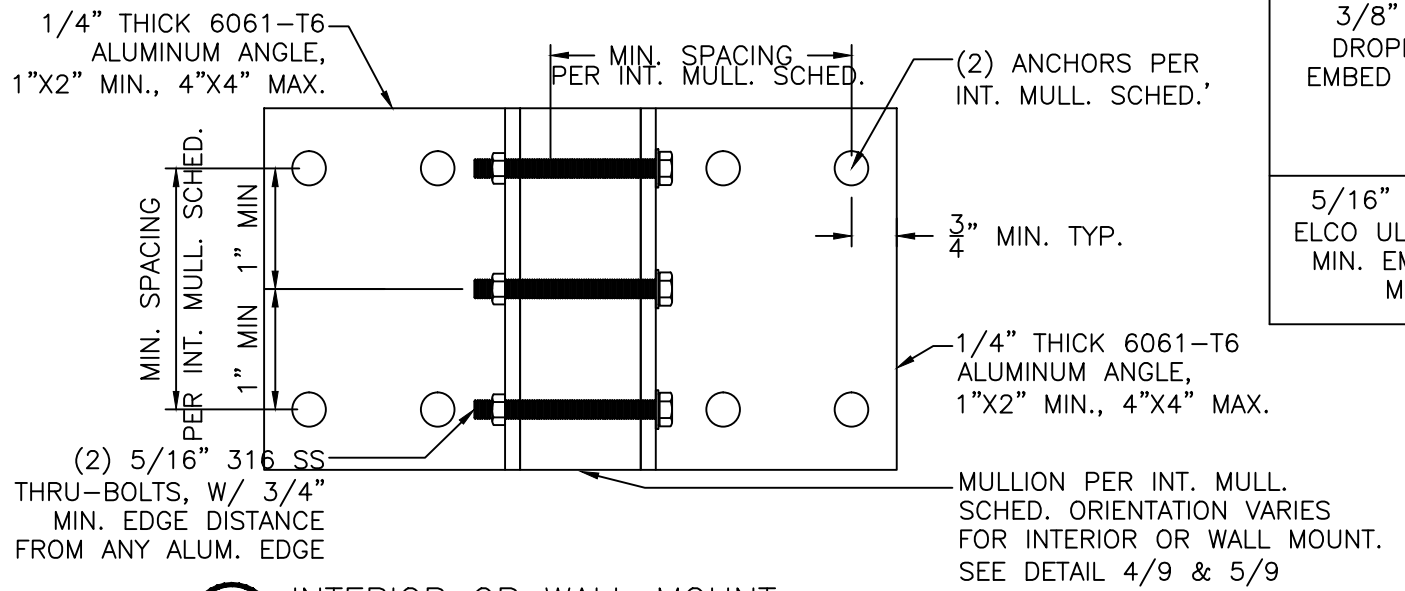 1/4” THICK 6061-T6
ALUMINUM ANGLE,
1”X2” MIN., 4”X4” MAX.
MIN. SPACING
PER INT. MULL. SCHED.
(2) ANCHORS PER
INT. MULL. SCHED.’
3/8”
EMBED
5/16”
MIN.
MIN. SPACING
PER INT. MULL. SCHED.
1” MIN
1” MIN
3/4” MIN. TYP.
1/4” THICK 6061-T6
ALUMINUM ANGLE,
1”X2” MIN., 4”X4” MAX.
(2) 5/16” 316 SS
THRU-BOLTS, W/ 3/4”
MIN. EDGE DISTANCE
FROM ANY ALUM. EDGE
MULLION PER INT. MULL.
SCHED. ORIENTATION VARIES
FOR INTERIOR OR WALL MOUNT.
SEE DETAIL 4/9 & 5/9
INTERIOR OR WALL MOUNT